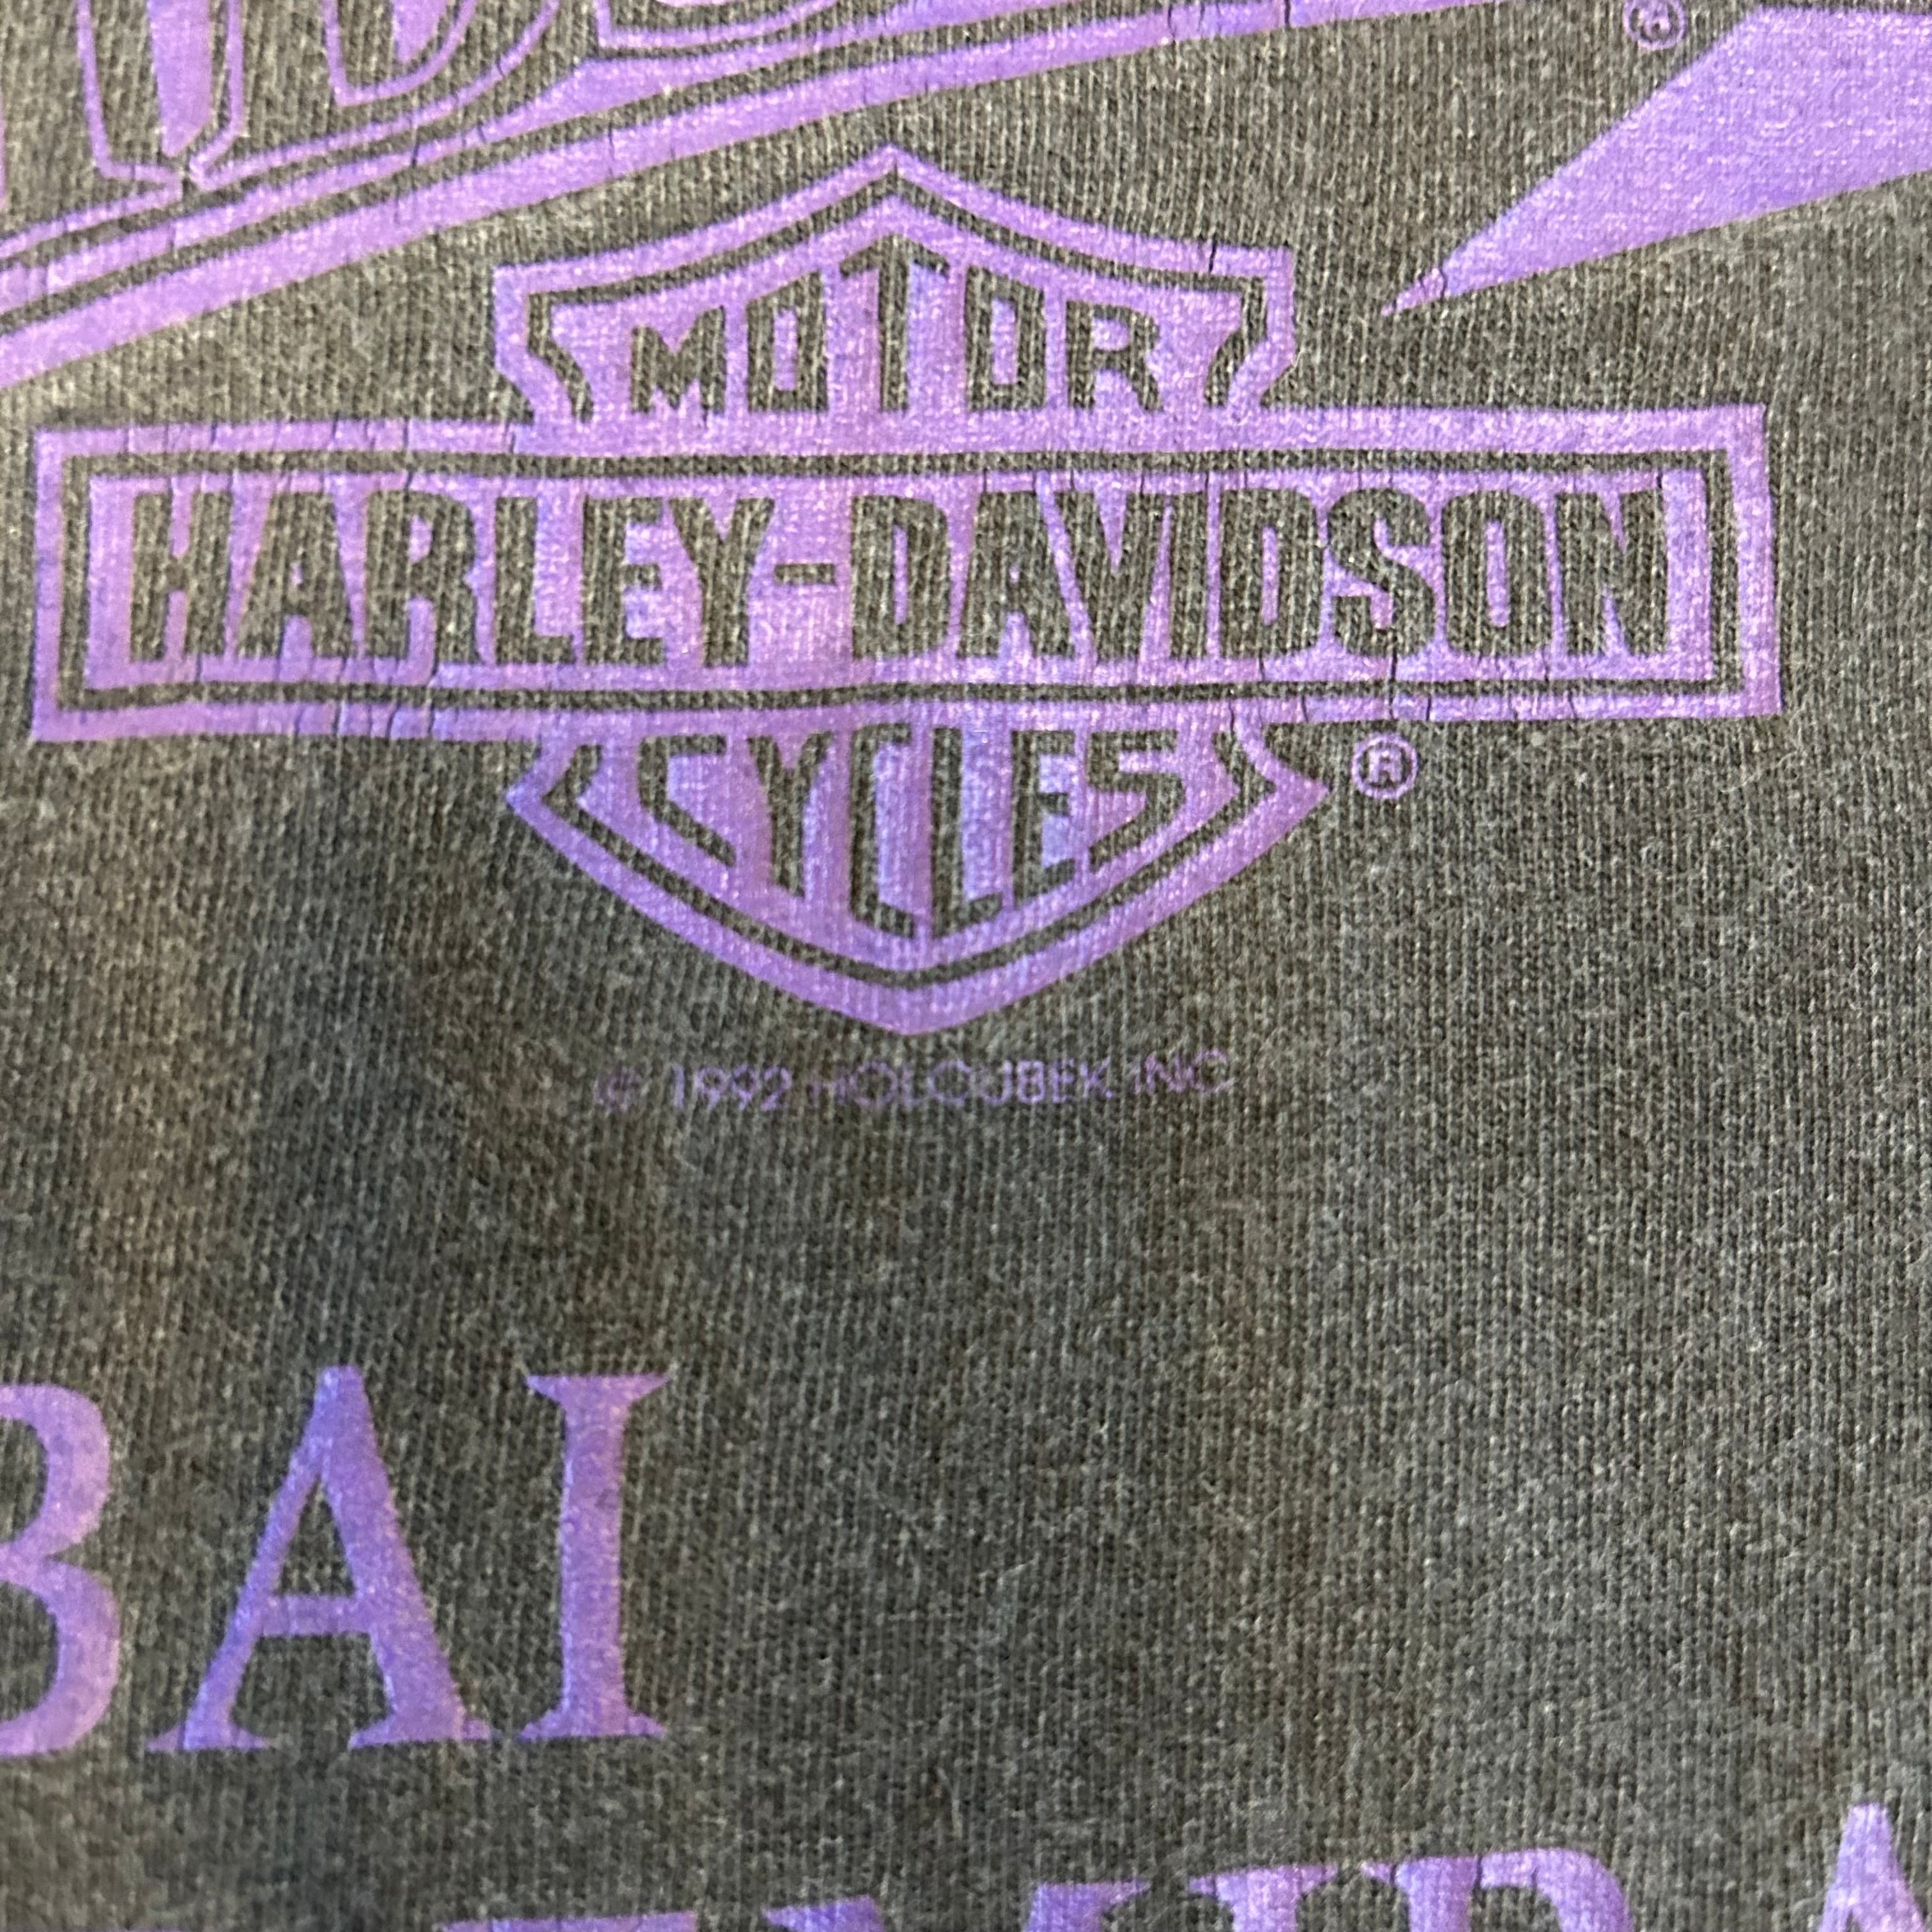 ®
MOTOR
HARLEY-DAVIDSON
CYCLES
®
© 1992 HOLOUBEK, INC.
BAI